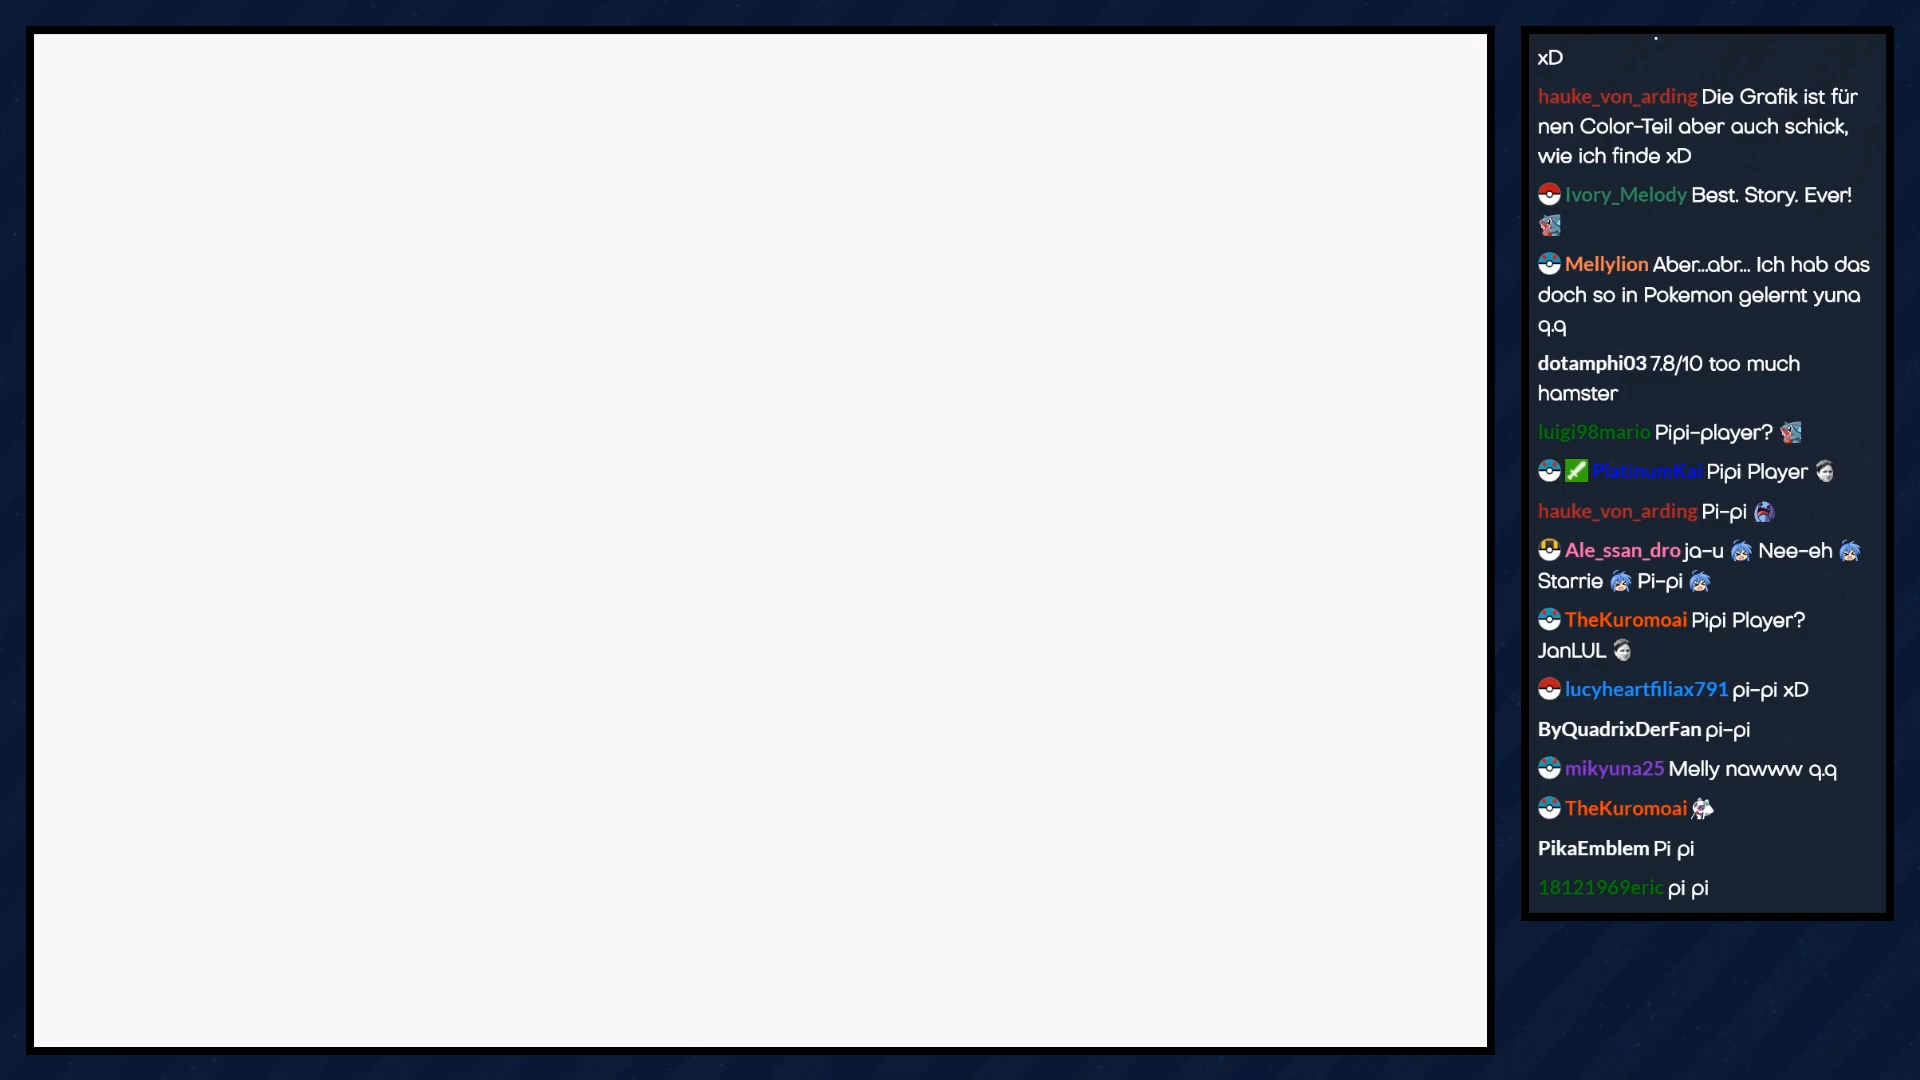 xD
hauke_von_arding Die Grafik ist für
nen Color-Teil aber auch schick,
wie ich finde xD
Ivory_Melody Best. Story. Ever!
Mellylion Aber...abr... Ich hab das
doch so in Pokemon gelernt yuna
q.q
dotamphi03 7.8/10 too much
hamster
luigi98mario Pipi-player?
PlatinumKai Pipi Player
hauke_von_arding Pi-pi
Ale_ssan_dro ja-u Nee-eh
Starrie Pi-pi
TheKuromoai Pipi Player?
JanLUL
lucyheartfiliax791 pi-pi xD
ByQuadrixDerFan pi-pi
mikyuna25 Melly nawww q.q
TheKuromoai
PikaEmblem Pi pi
18121969eric pi pi